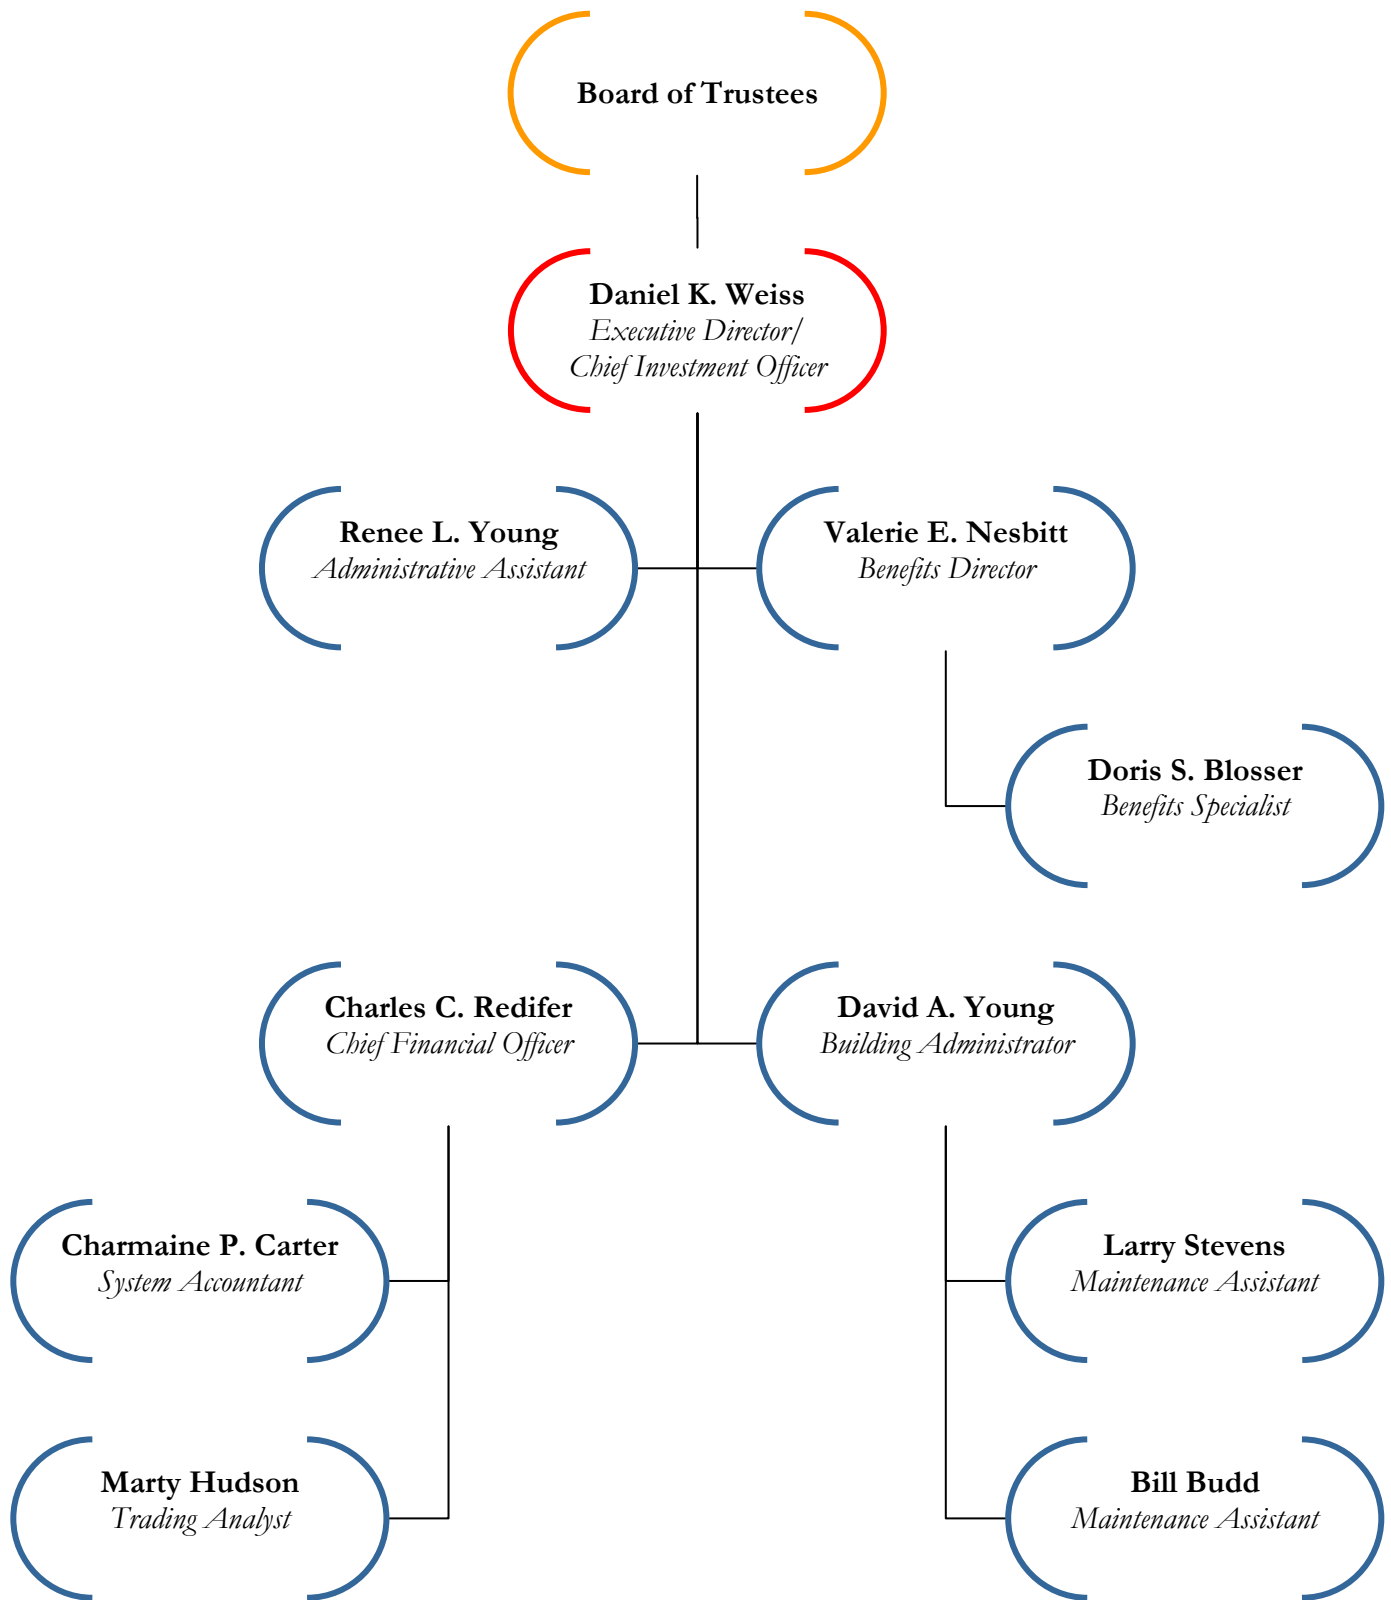 Board of Trustees
Daniel K. Weiss
Executive Director/
Chief Investment Officer
Renee L. Young
Administrative Assistant
Valerie E. Nesbitt
Benefits Director
Doris S. Blosser
Benefits Specialist
Charles C. Redifer
Chief Financial Officer
David A. Young
Building Administrator
Charmaine P. Carter
System Accountant
Larry Stevens
Maintenance Assistant
Marty Hudson
Trading Analyst
Bill Budd
Maintenance Assistant